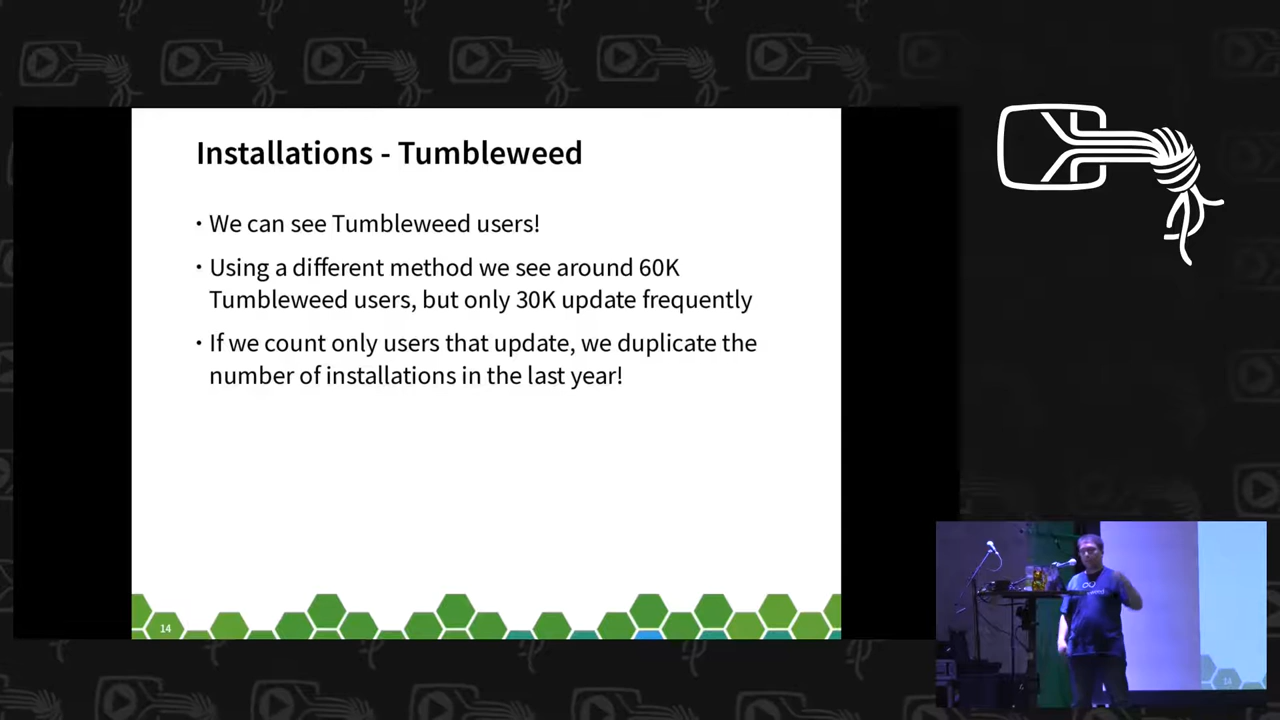 Installations - Tumbleweed
• We can see Tumbleweed users!
• Using a different method we see around 60K
Tumbleweed users, but only 30K update frequently
• If we count only users that update, we duplicate the
number of installations in the last year!
14
14